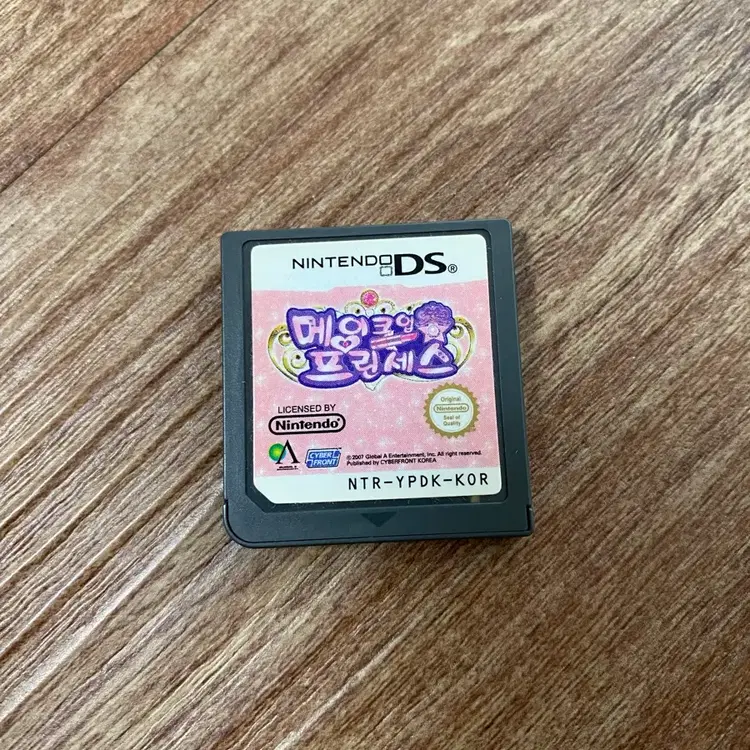 NINTENDO DS®
메이크업
프린세스
LICENSED BY
Nintendo
Original
Nintendo
Seal of
Quality
CYBER
FRONT
©2007 Global A Entertainment, Inc. All right reserved.
Published by CYBERFRONT KOREA
NTR-YPDK-KOR